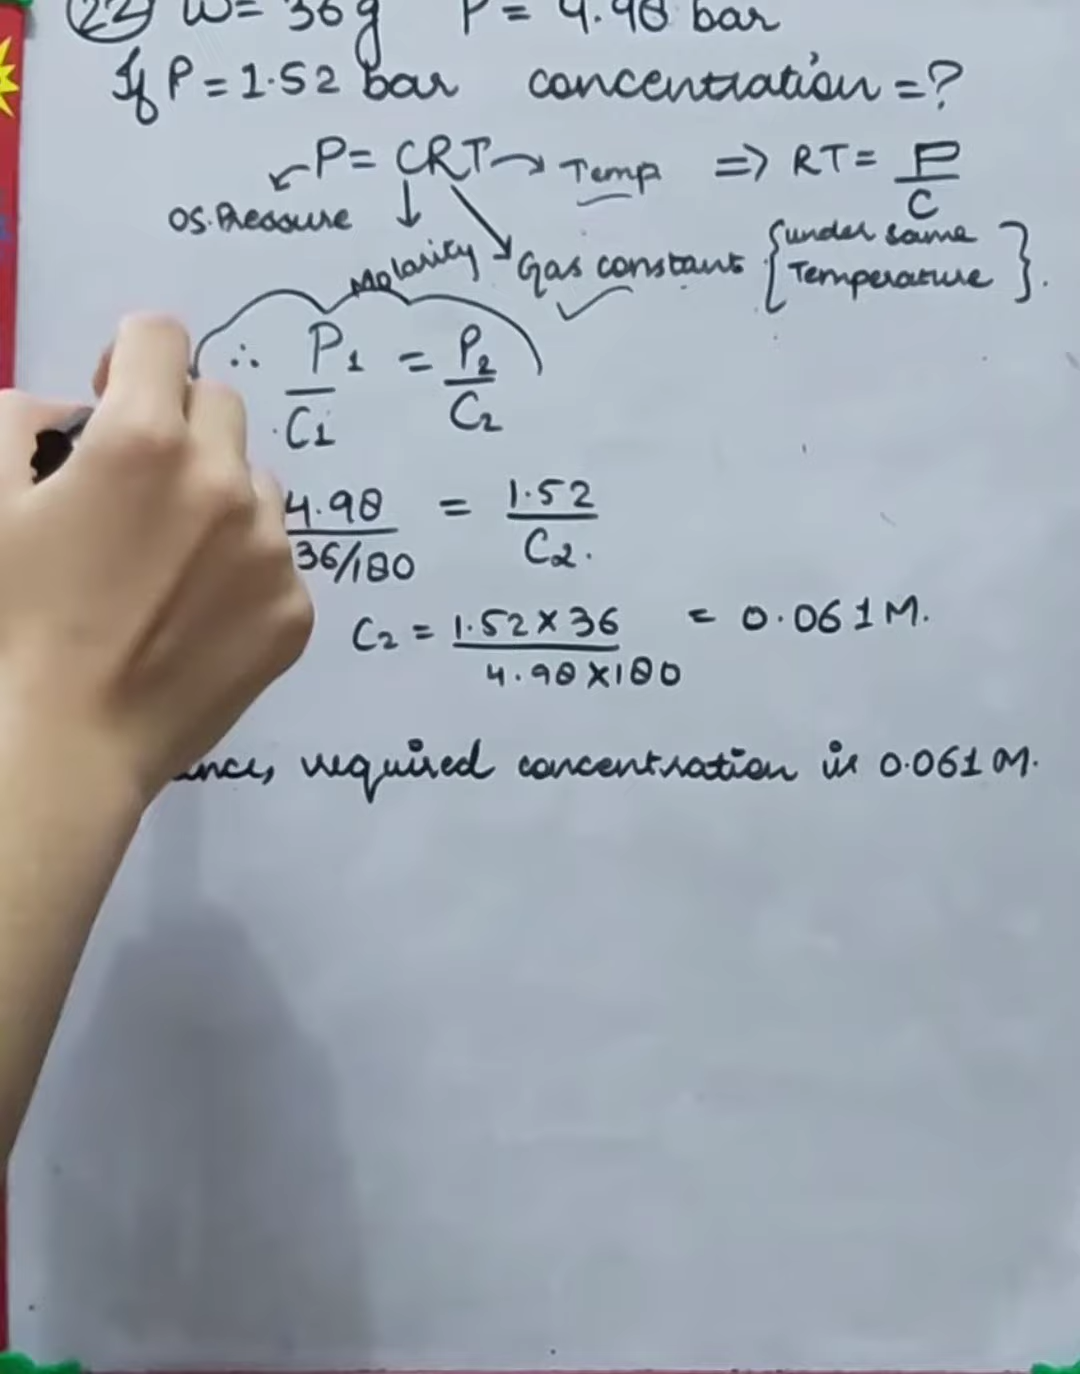 22 W= 36g P = 4.98 bar
If P = 1.52 bar concentration = ?
P = CRT → Temp => RT = P/C
OS. Pressure
Molarity
Gas constant {under same Temperature}.
∴ P1/C1 = P2/C2
4.98/36/180 = 1.52/C2.
C2 = 1.52 × 36/4.98 × 180 = 0.061 M.
required concentration is 0.061 M.